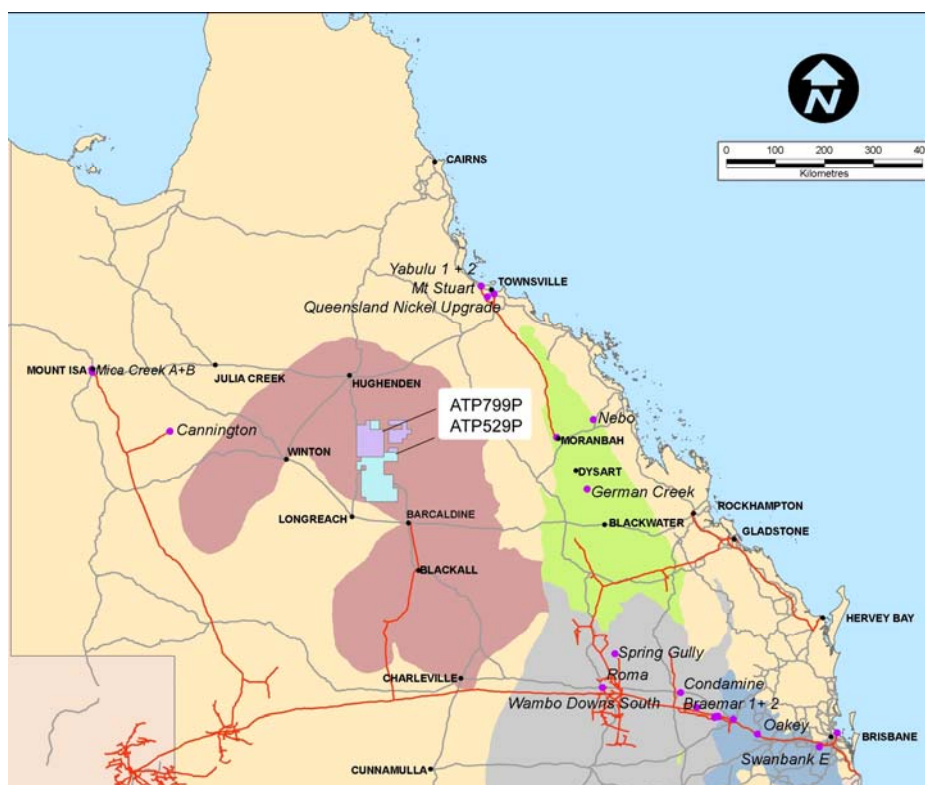 N
0 100 200 300 40
Kilometres
CAIRNS
Yabulu 1 + 2
TOWNSVILLE
Mt Stuart
Queensland Nickel Upgrade
MOUNT ISA
Mica Creek A+B
JULIA CREEK
HUGHENDEN
ATP799P
ATP529P
Nebo
Cannington
MORANBAH
WINTON
DYSART
German Creek
LONGREACH
BARCALDINE
BLACKWATER
ROCKHAMPTON
GLADSTONE
BLACKALL
HERVEY BAY
Spring Gully
CHARLEVILLE
Roma
Condamine
Wambo Downs South
Braemar 1+ 2
Oakey
BRISBANE
Swanbank E
CUNNAMULLA